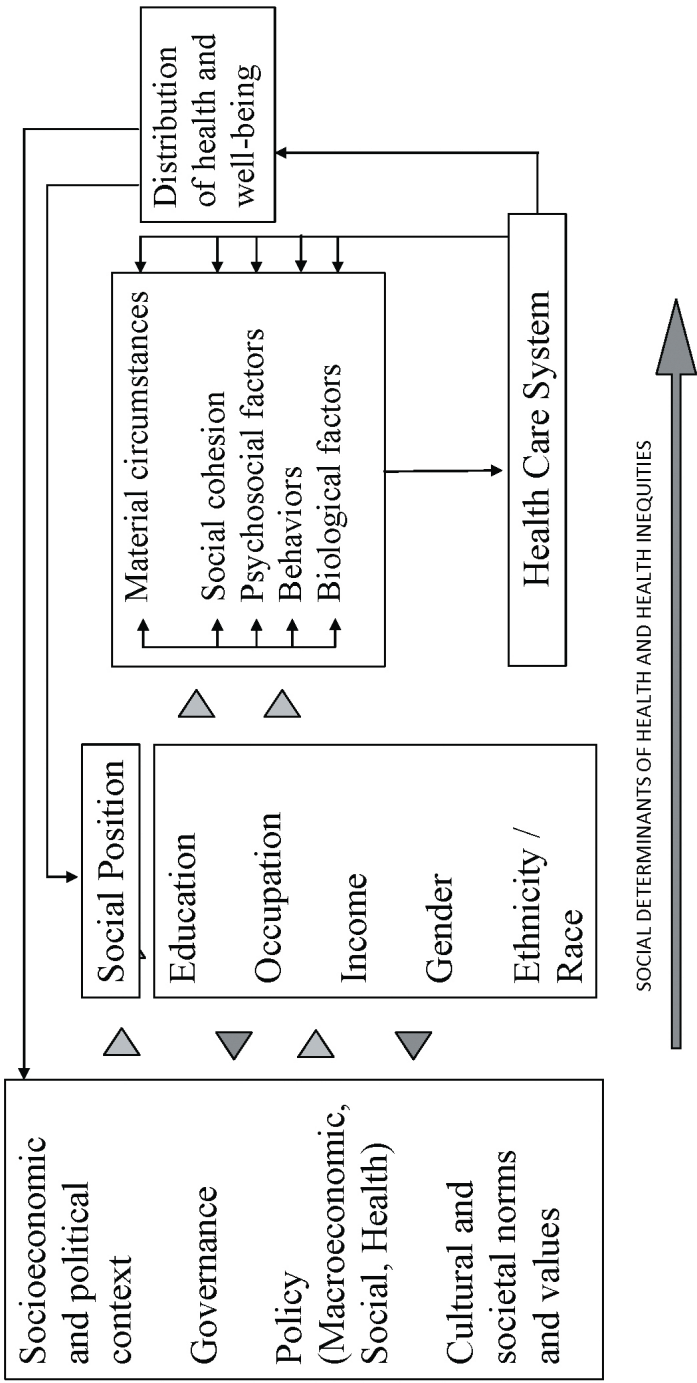 Socioeconomic
and political
context
Governance
Policy
(Macroeconomic,
Social, Health)
Cultural and
societal norms
and values
Social Position
Education
Occupation
Income
Gender
Ethnicity /
Race
Material circumstances
Social cohesion
Psychosocial factors
Behaviors
Biological factors
Distribution
of health and
well-being
Health Care System
SOCIAL DETERMINANTS OF HEALTH AND HEALTH INEQUITIES